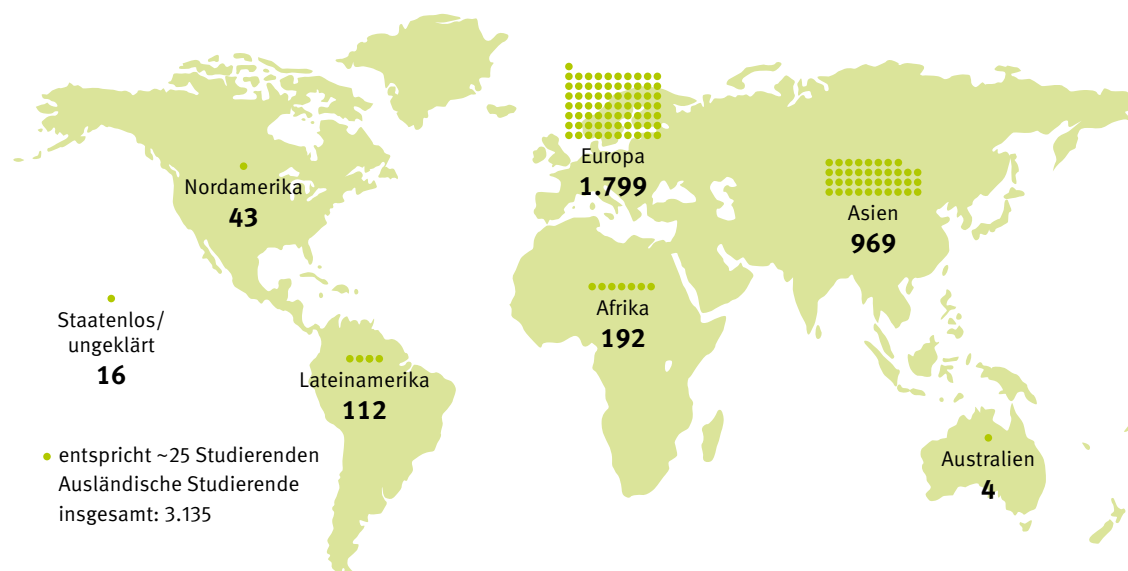 Europa
1.799
Nordamerika
43
Asien
969
Staatenlos/
ungeklärt
16
Afrika
192
Lateinamerika
112
Australien
4
entspricht ~25 Studierenden
Ausländische Studierende
insgesamt: 3.135